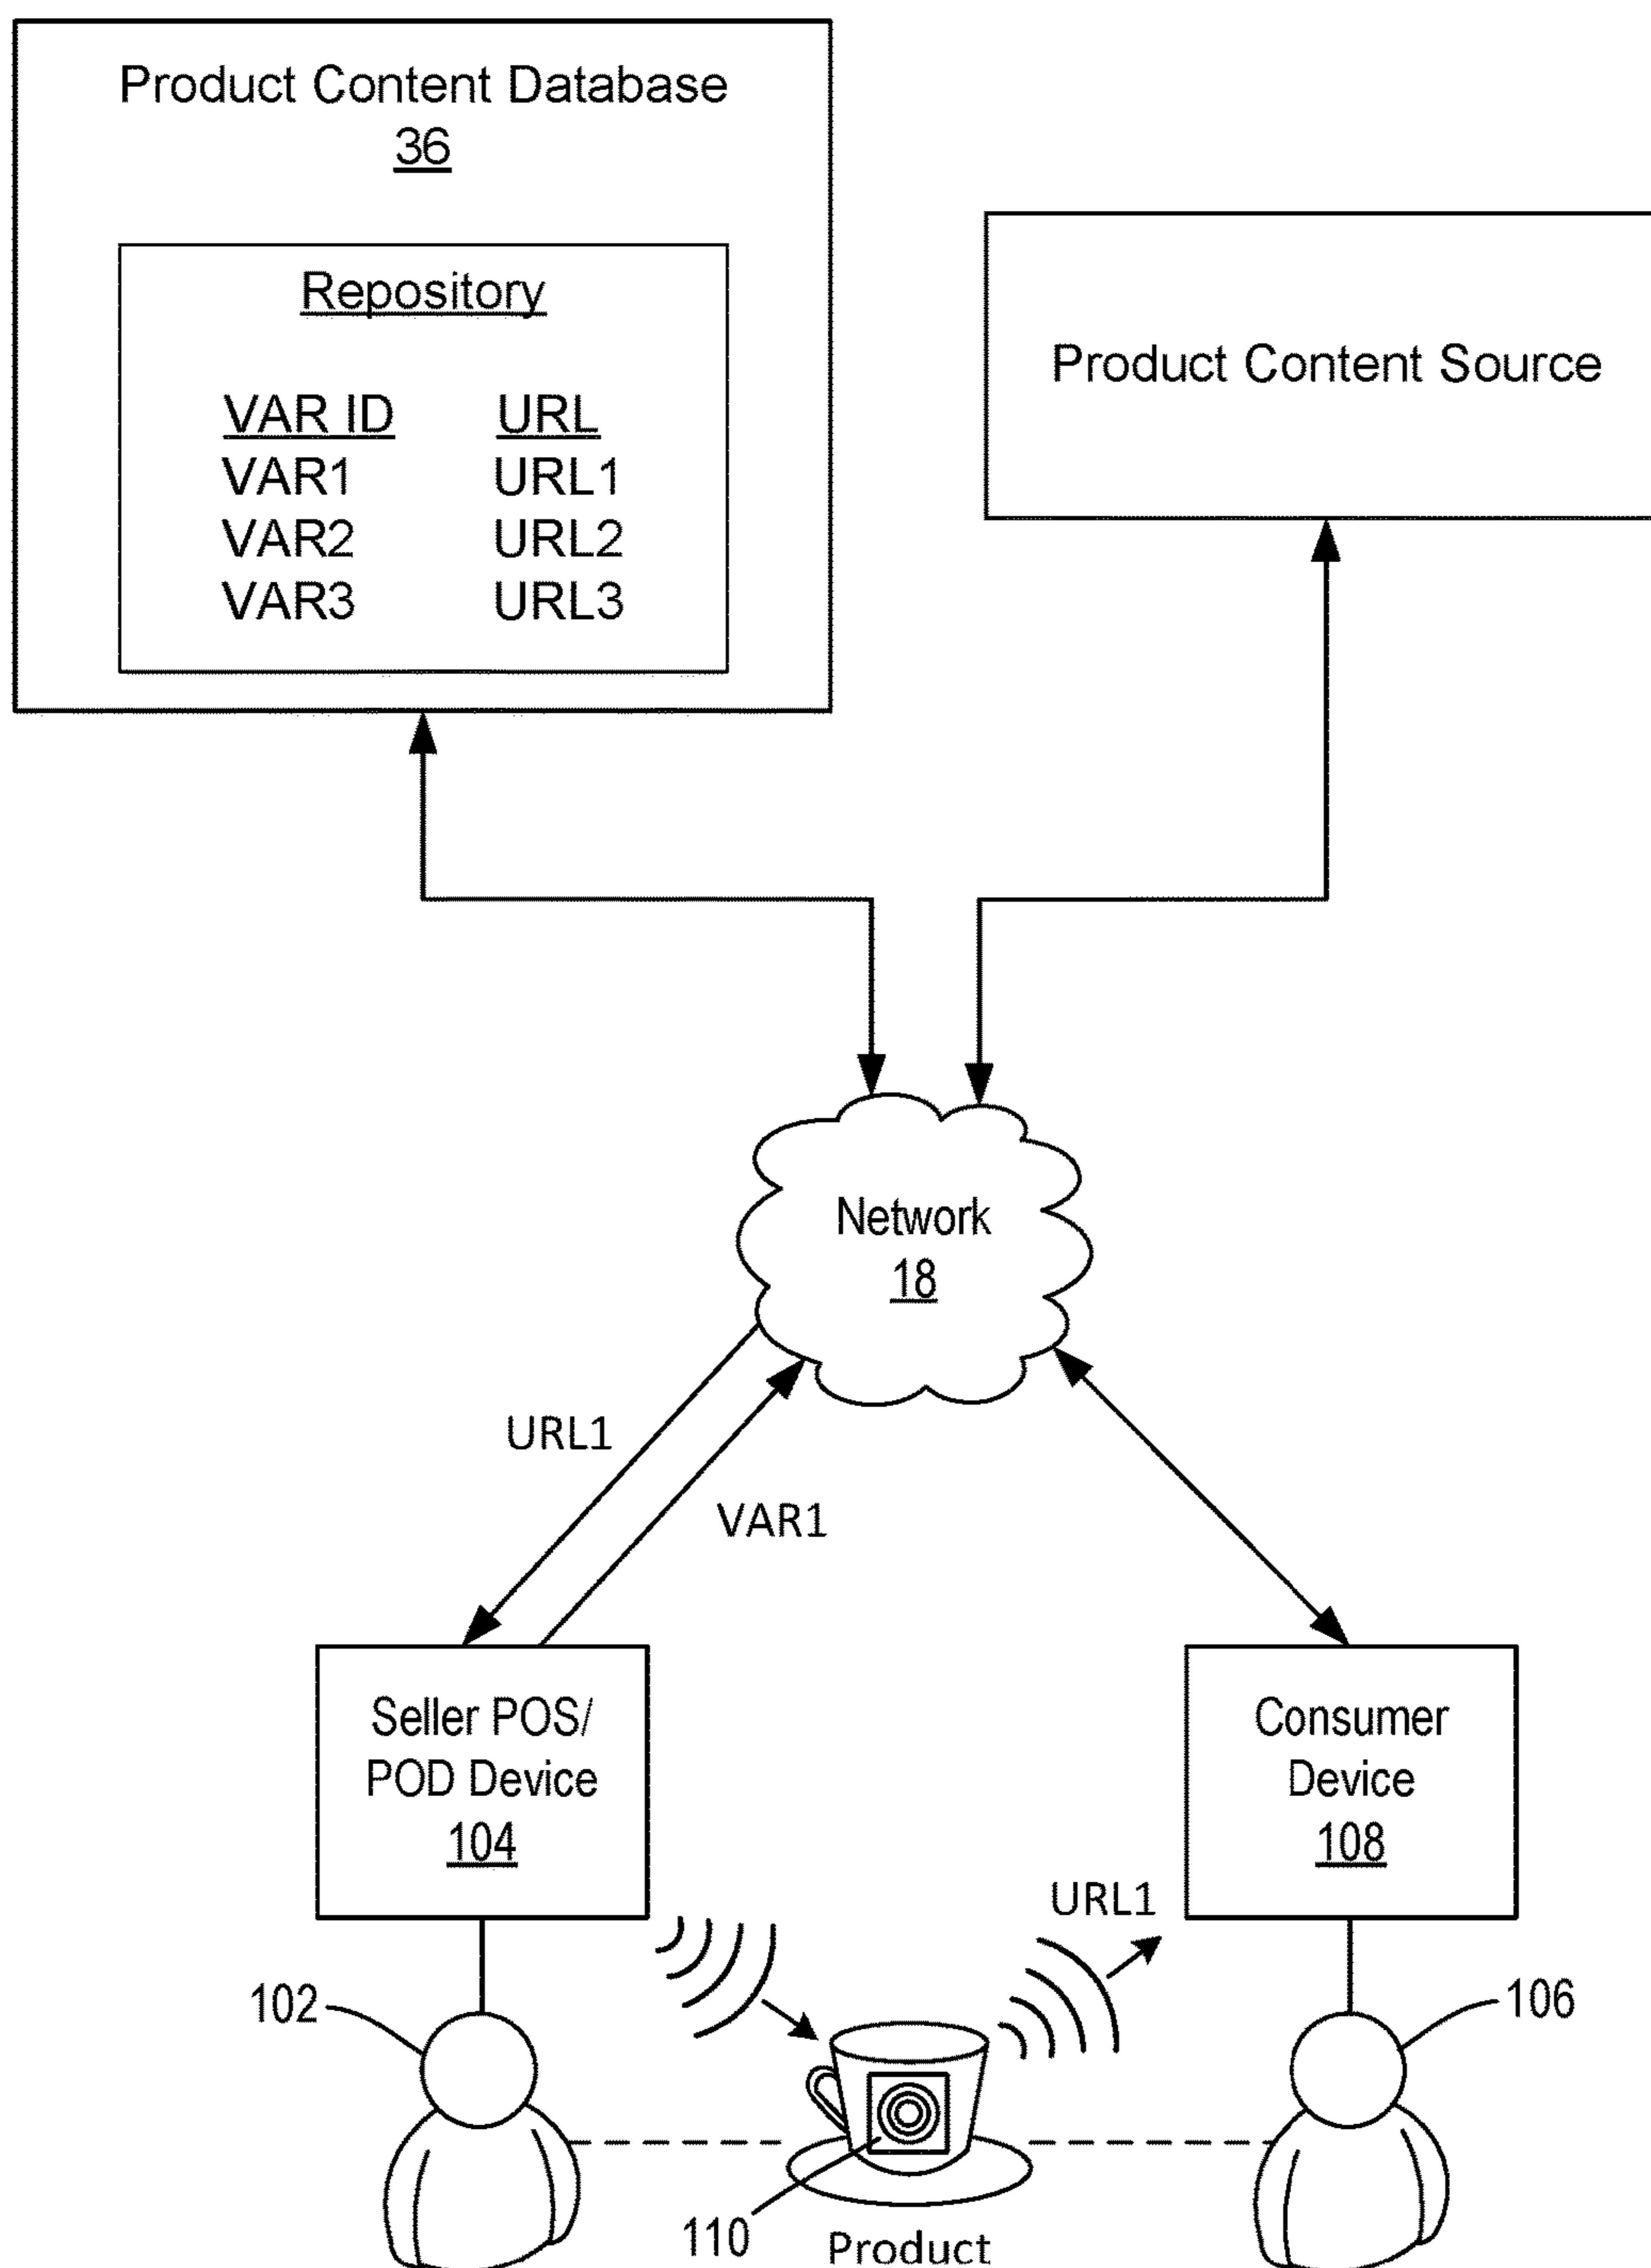 Product Content Database
36
Repository
VAR ID URL
VAR1 URL1
VAR2 URL2
VAR3 URL3
Product Content Source
Network
18
URL1
VAR1
Seller POS/
POD Device
104
Consumer
Device
108
URL1
102
106
110
Product